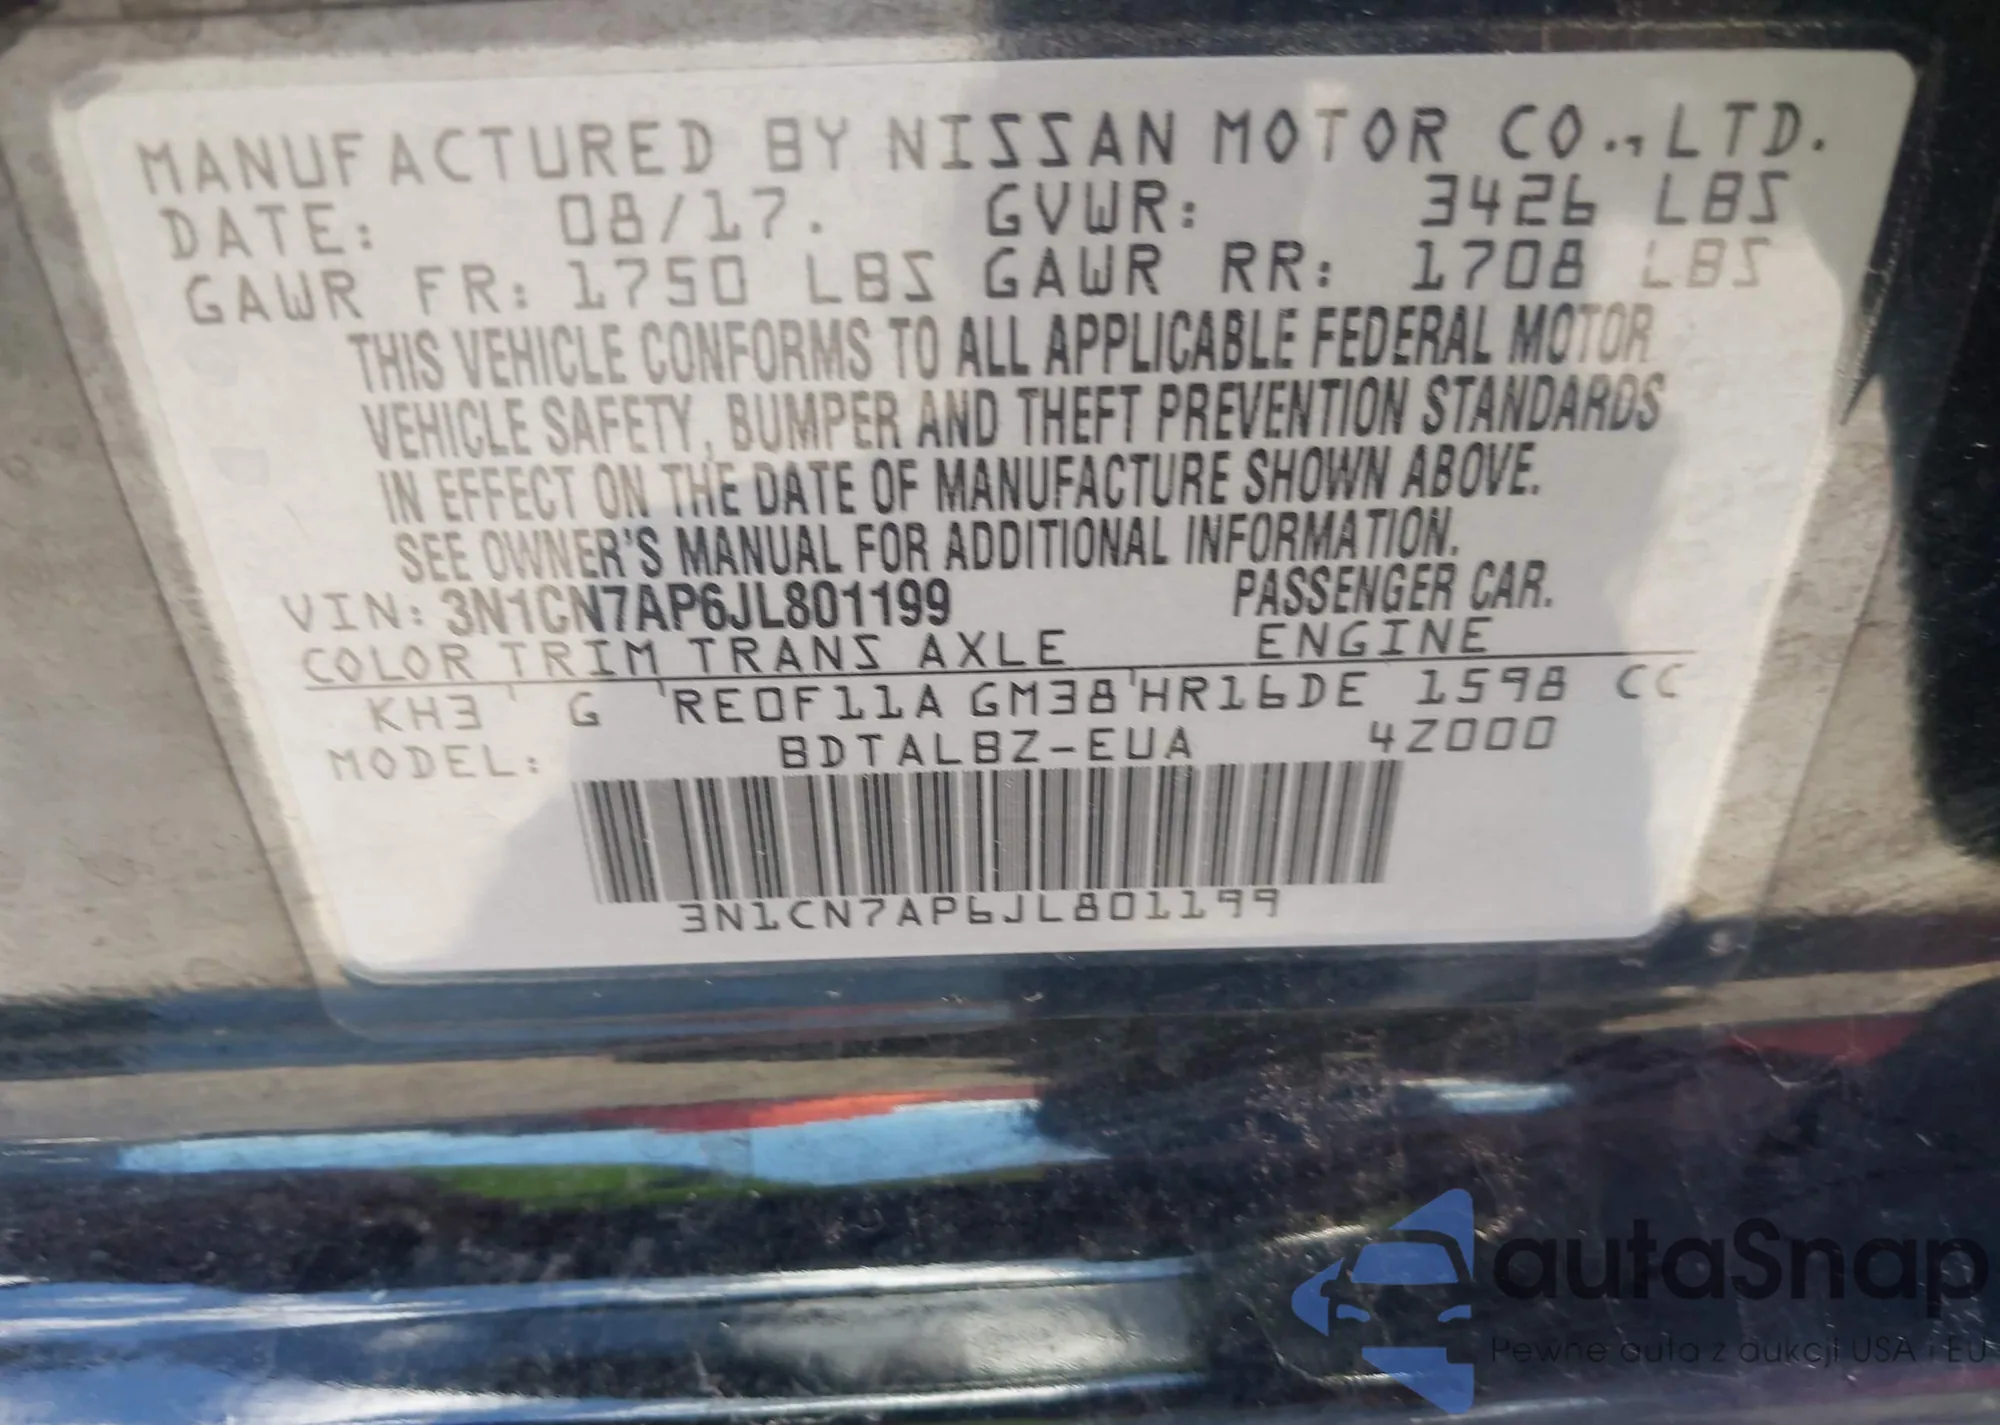 MANUFACTURED BY NISSAN MOTOR CO., LTD.
DATE: 08/17. GVWR: 3426 LBS
GAWR FR: 1750 LBS GAWR RR: 1708 LBS
THIS VEHICLE CONFORMS TO ALL APPLICABLE FEDERAL MOTOR
VEHICLE SAFETY, BUMPER AND THEFT PREVENTION STANDARDS
IN EFFECT ON THE DATE OF MANUFACTURE SHOWN ABOVE.
SEE OWNER'S MANUAL FOR ADDITIONAL INFORMATION.
VIN: 3N1CN7AP6JL801199 PASSENGER CAR.
COLOR TRIM TRANS AXLE ENGINE
KH3 ' G 'RE0F11A GM38'HR16DE 1598 CC
MODEL: BDTALBZ-EUA 4Z000
3N1CN7AP6JL801199
autaSnap
Pewne auta z aukcji USA i EU